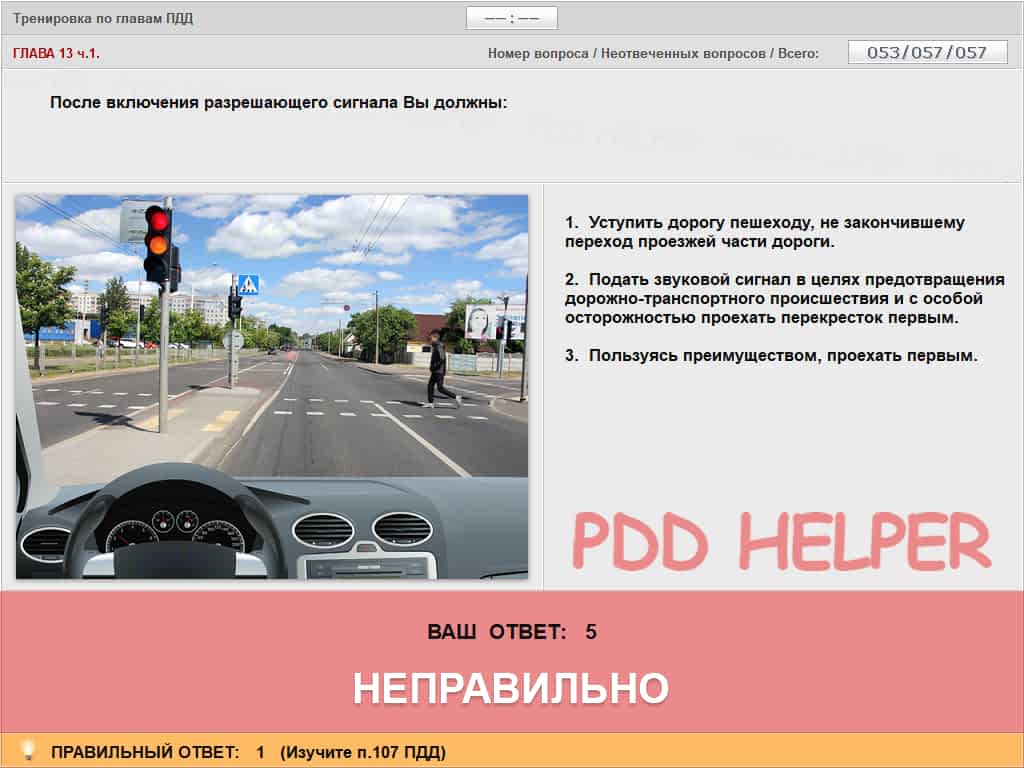 Тренировка по главам ПДД
—— : ——
ГЛАВА 13 ч.1.
Номер вопроса / Неотвеченных вопросов / Всего:
053/057/057
После включения разрешающего сигнала Вы должны:
1. Уступить дорогу пешеходу, не закончившему
переход проезжей части дороги.
2. Подать звуковой сигнал в целях предотвращения
дорожно-транспортного происшествия и с особой
осторожностью проехать перекресток первым.
3. Пользуясь преимуществом, проехать первым.
PDD HELPER
ВАШ ОТВЕТ: 5
НЕПРАВИЛЬНО
ПРАВИЛЬНЫЙ ОТВЕТ: 1 (Изучите п.107 ПДД)